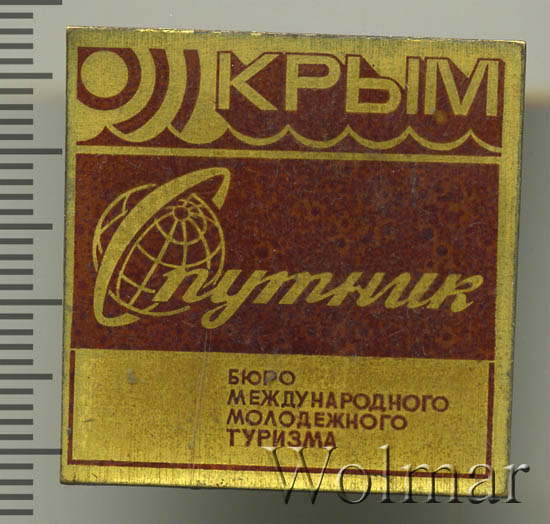 КРЫМ
Спутник
БЮРО
МЕЖДУНАРОДНОГО
МОЛОДЕЖНОГО
ТУРИЗМА
Wolmar